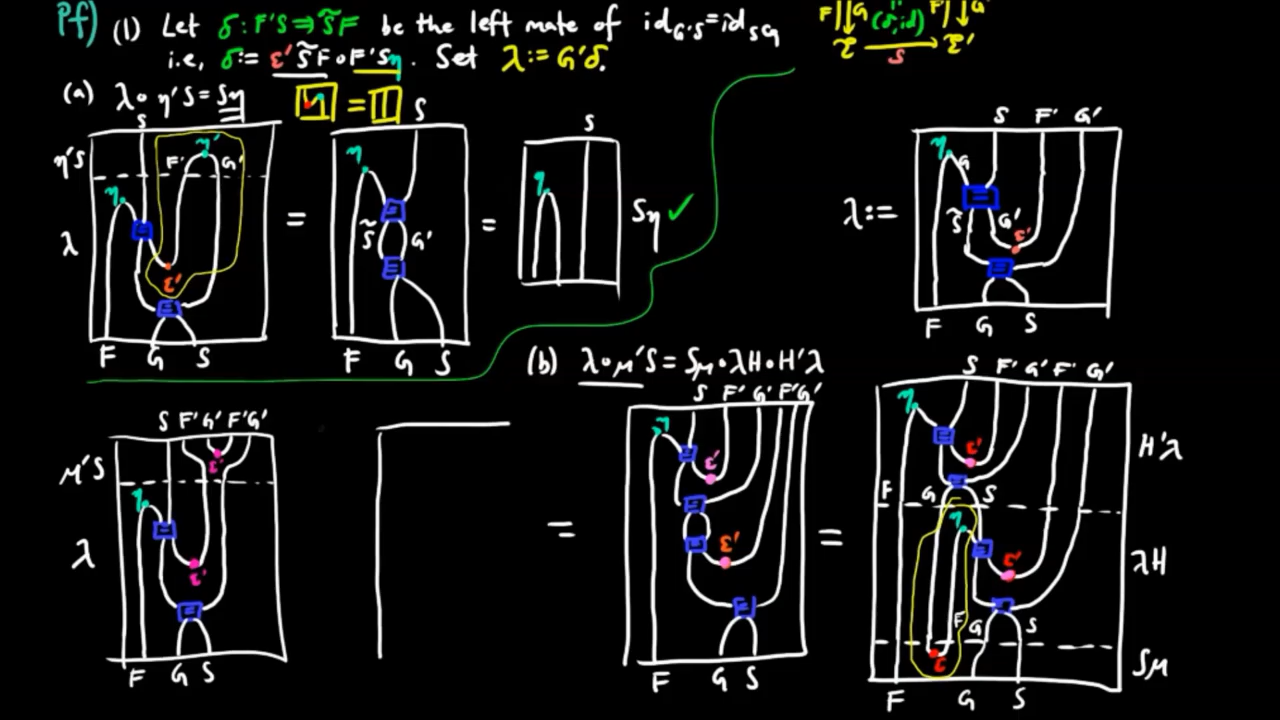 Pf) (1) Let δ : F'S ⇒ S̃F be the left mate of id_{G'S̃} = id_{SG}
i.e, δ := ε' S̃F ∘ F'Sη. Set λ := G'δ.
F G (δ, id) F' G'
τ S τ'
(a) λ ∘ η'S = Sη
η'S
λ
S F' η' G' η ε' F G S
=
S η S̃ G' F G S
=
S η
Sη ✓
λ :=
S F' G' η G S̃ G' ε' F G S
(b) λ ∘ μ'S = Sμ ∘ λH ∘ H'λ
μ'S
λ
S F' G' F' G' ε' η ε' F G S
=
S F' G' F' G' η ε' ε' F G S
=
S F' G' F' G' η ε' F G S η ε' F G S ε F G S
H'λ
λH
Sμ